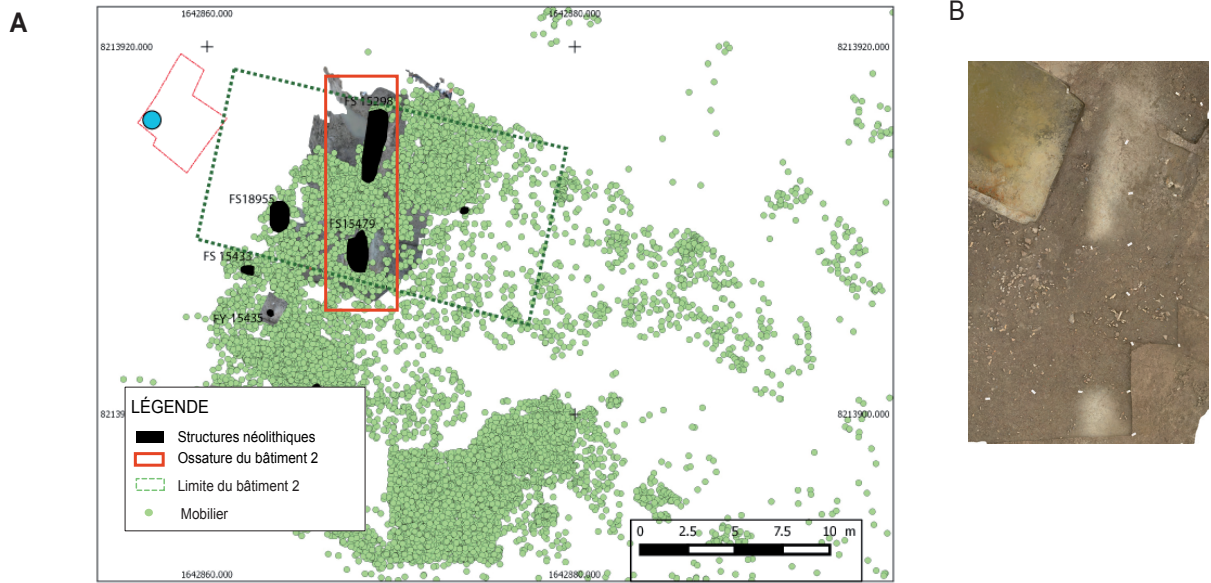 A
B
1642860.000
1642880.000
8213920.000
8213920.000
FS 15298
FS18955
FS15479
FS 15433
FY 15435
8213900.000
LÉGENDE
Structures néolithiques
Ossature du bâtiment 2
Limite du bâtiment 2
Mobilier
0 2.5 5 7.5 10 m
1642860.000
1642880.000